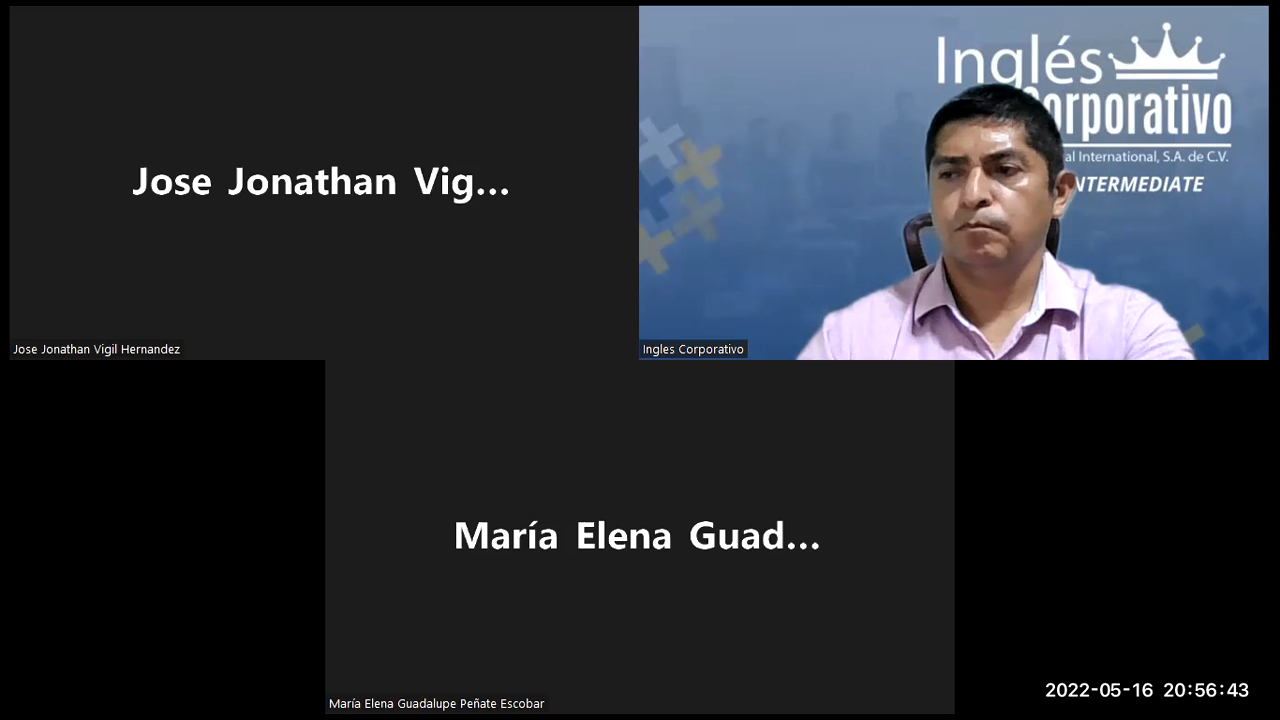 Jose Jonathan Vig...
Jose Jonathan Vigil Hernandez
Inglés
orporativo
al International, S.A. de C.V.
NTERMEDIATE
Ingles Corporativo
María Elena Guad...
María Elena Guadalupe Peñate Escobar
2022-05-16 20:56:43